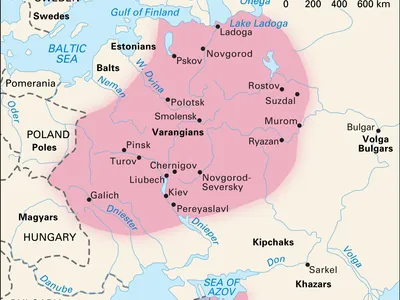 SWEDEN
Swedes
Gulf of Finland
Onega
Lake Ladoga
0 200 400 600 km
Ladoga
BALTIC
SEA
Estonians
Novgorod
Pskov
Balts
W. Dvina
Neman
Pomerania
Oder
Polotsk
Smolensk
Varangians
Rostov
Suzdal
Murom
Ryazan
Bulgar
Volga
Bulgars
POLAND
Poles
Pinsk
Turov
Chernigov
Liubech
Novgorod-
Seversky
Galich
Kiev
Pereyaslavl
Dniester
Dnieper
Magyars
HUNGARY
Kipchaks
Don
Volga
Sarkel
Khazars
Danube
SEA OF
AZOV